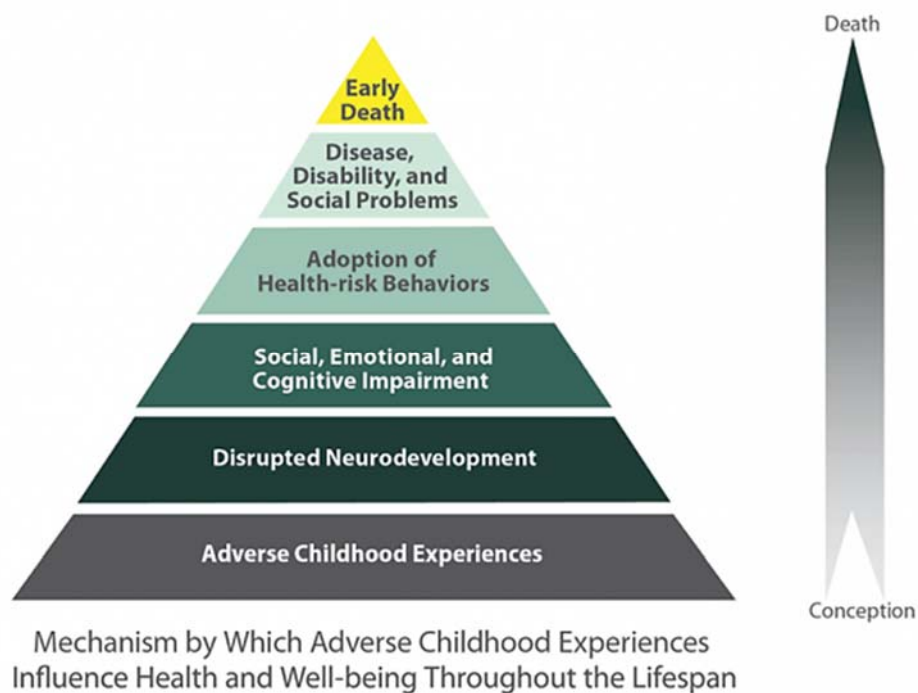 Death
Early
Death
Disease,
Disability, and
Social Problems
Adoption of
Health-risk Behaviors
Social, Emotional, and
Cognitive Impairment
Disrupted Neurodevelopment
Adverse Childhood Experiences
Conception
Mechanism by Which Adverse Childhood Experiences
Influence Health and Well-being Throughout the Lifespan